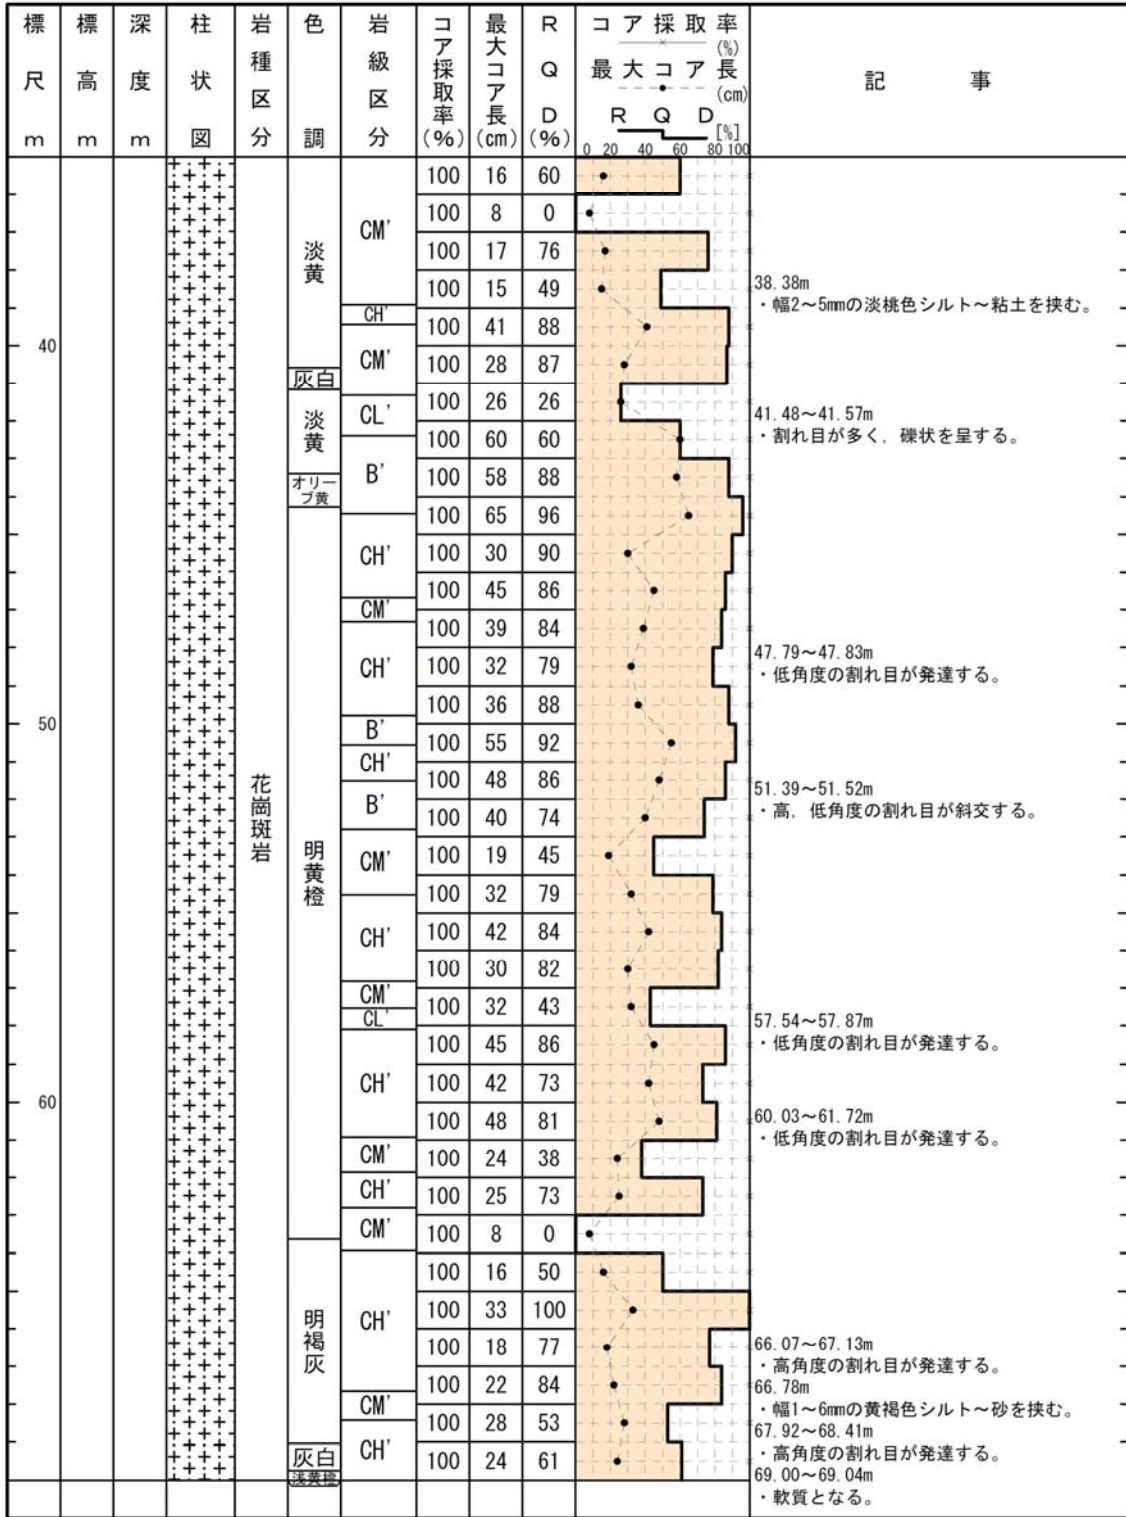 標尺m 標高m 深度m 柱状図 岩種区分 色調 岩級区分 コア採取率(%) 最大コア長(cm) RQD(%) コア採取率(%) 最大コア長(cm) RQD[%] 記事
0 20 40 60 80 100
100 16 60
100 8 0
CM'
淡黄
100 17 76
100 15 49
38.38m
・幅2～5mmの淡桃色シルト～粘土を挟む。
CH'
100 41 88
40
CM'
100 28 87
灰白
100 26 26
CL'
41.48～41.57m
・割れ目が多く，礫状を呈する。
淡黄
100 60 60
B'
100 58 88
オリーブ黄
100 65 96
CH'
100 30 90
100 45 86
CM'
100 39 84
47.79～47.83m
・低角度の割れ目が発達する。
CH'
100 32 79
100 36 88
50
B'
100 55 92
CH'
100 48 86
51.39～51.52m
・高，低角度の割れ目が斜交する。
B'
100 40 74
花崗斑岩
明黄橙
CM'
100 19 45
100 32 79
CH'
100 42 84
100 30 82
CM'
100 32 43
CL'
57.54～57.87m
・低角度の割れ目が発達する。
100 45 86
CH'
100 42 73
60
100 48 81
60.03～61.72m
・低角度の割れ目が発達する。
CM'
100 24 38
CH'
100 25 73
CM'
100 8 0
100 16 50
CH'
100 33 100
明褐灰
100 18 77
66.07～67.13m
・高角度の割れ目が発達する。
100 22 84
66.78m
・幅1～6mmの黄褐色シルト～砂を挟む。
CM'
100 28 53
67.92～68.41m
・高角度の割れ目が発達する。
CH'
灰白
100 24 61
浅黄橙
69.00～69.04m
・軟質となる。